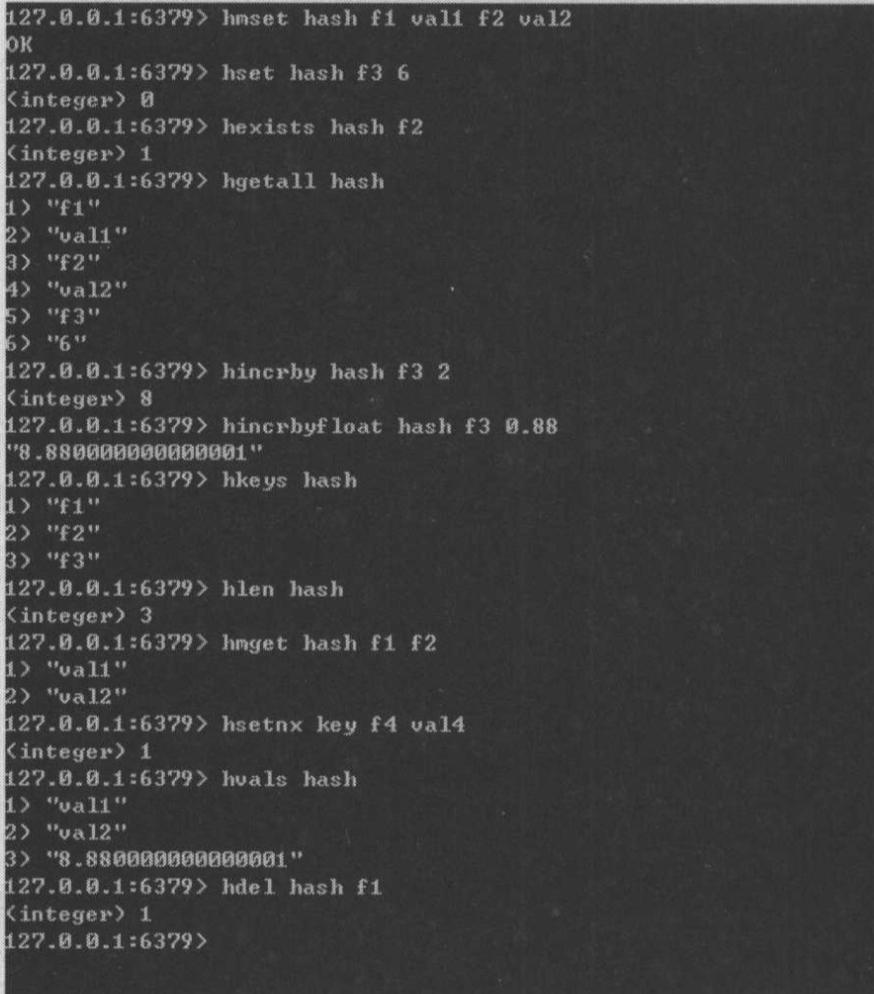 127.0.0.1:6379> hmset hash f1 val1 f2 val2
OK
127.0.0.1:6379> hset hash f3 6
(integer) 0
127.0.0.1:6379> hexists hash f2
(integer) 1
127.0.0.1:6379> hgetall hash
1) "f1"
2) "val1"
3) "f2"
4) "val2"
5) "f3"
6) "6"
127.0.0.1:6379> hincrby hash f3 2
(integer) 8
127.0.0.1:6379> hincrbyfloat hash f3 0.88
"8.880000000000001"
127.0.0.1:6379> hkeys hash
1) "f1"
2) "f2"
3) "f3"
127.0.0.1:6379> hlen hash
(integer) 3
127.0.0.1:6379> hmget hash f1 f2
1) "val1"
2) "val2"
127.0.0.1:6379> hsetnx key f4 val4
(integer) 1
127.0.0.1:6379> hvals hash
1) "val1"
2) "val2"
3) "8.880000000000001"
127.0.0.1:6379> hdel hash f1
(integer) 1
127.0.0.1:6379>